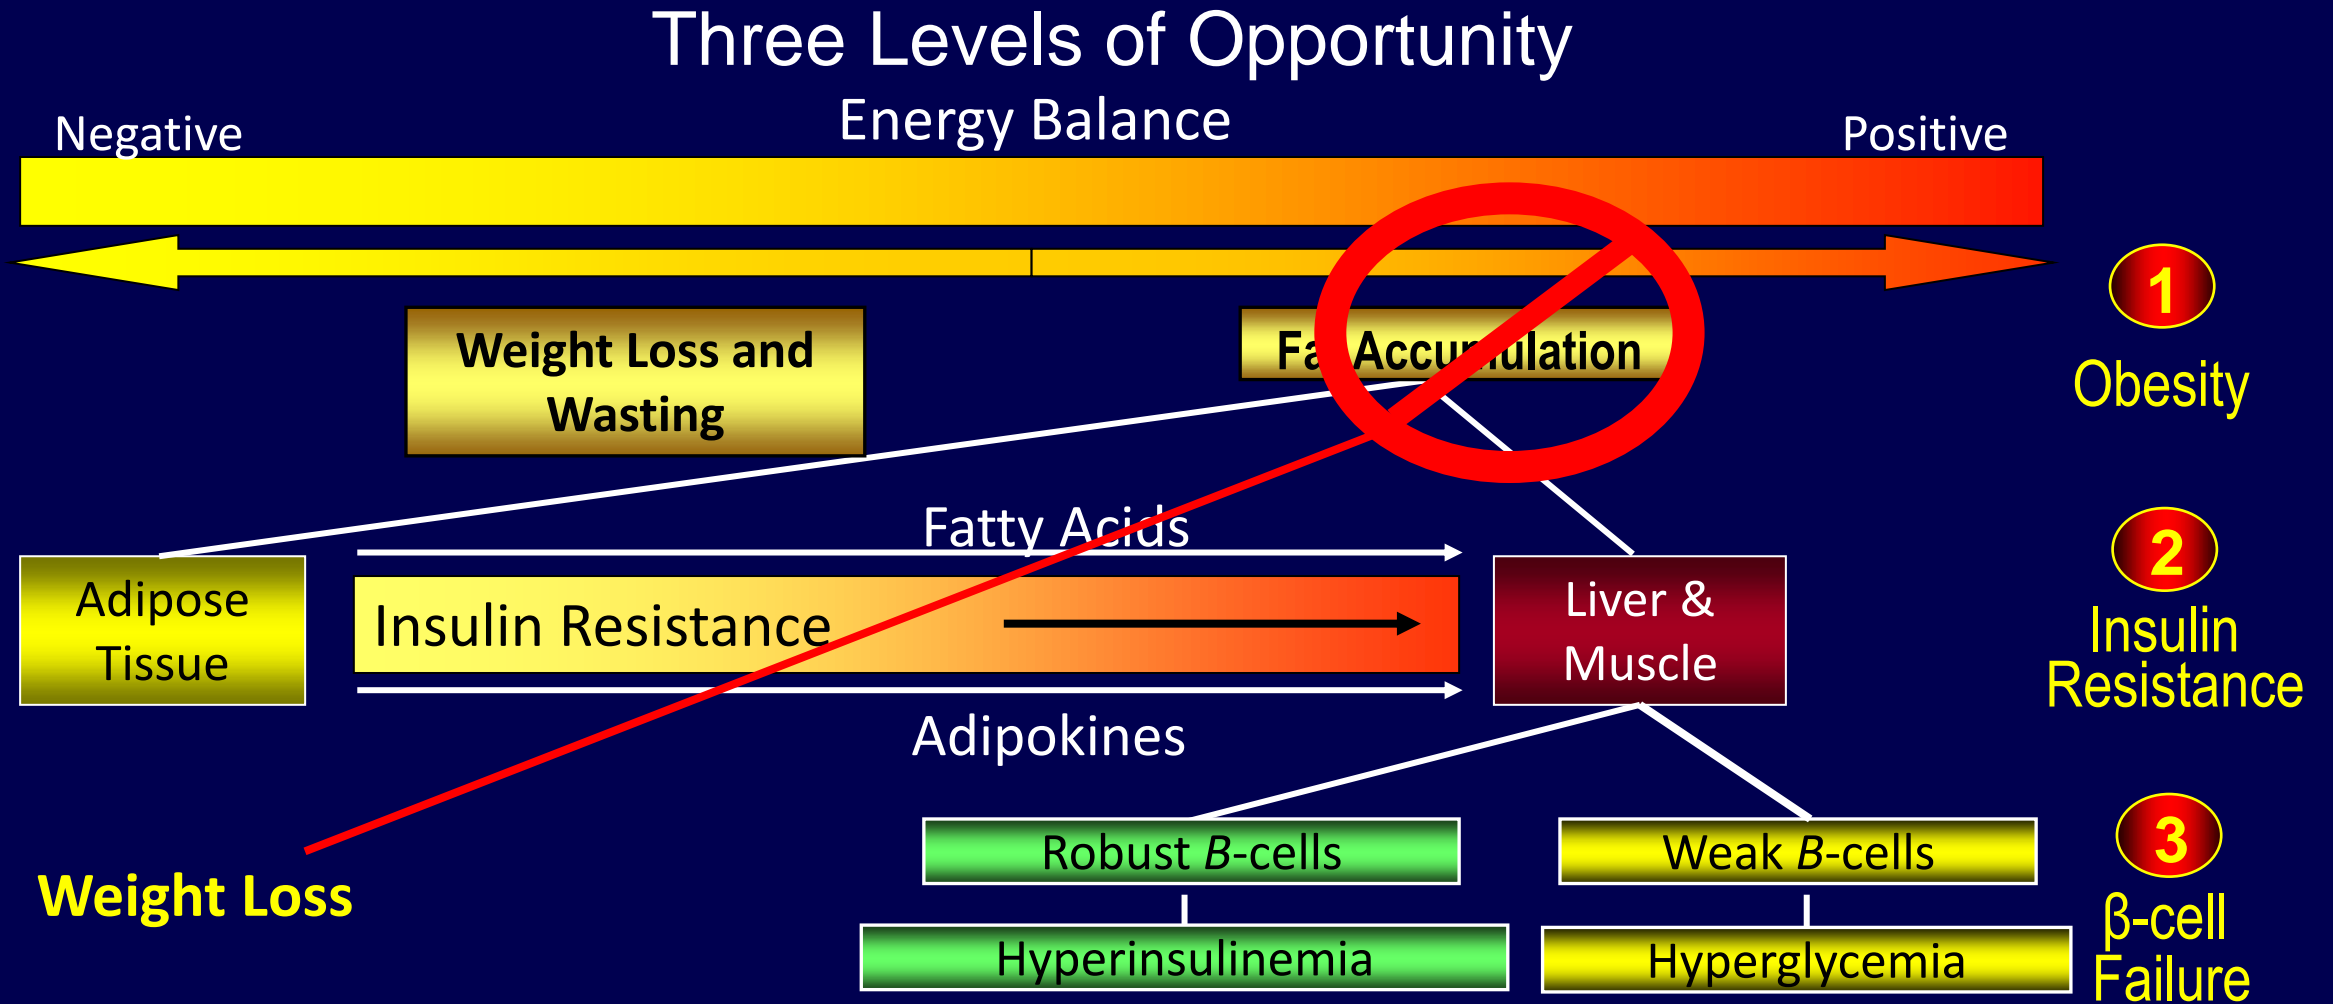 Three Levels of Opportunity
Energy Balance
Negative
Positive
1
Obesity
Weight Loss and
Wasting
Fat Accumulation
Fatty Acids
2
Insulin
Resistance
Adipose
Tissue
Insulin Resistance
Liver &
Muscle
Adipokines
3
β-cell
Failure
Robust B-cells
Weak B-cells
Weight Loss
Hyperinsulinemia
Hyperglycemia